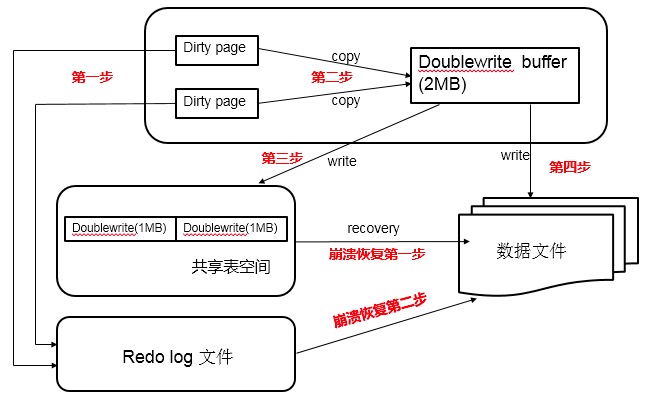 Dirty page
copy
第一步
第二步
Doublewrite buffer
(2MB)
Dirty page
copy
第三步
write
write
第四步
Doublewrite(1MB)
Doublewrite(1MB)
共享表空间
recovery
崩溃恢复第一步
数据文件
崩溃恢复第二步
Redo log 文件